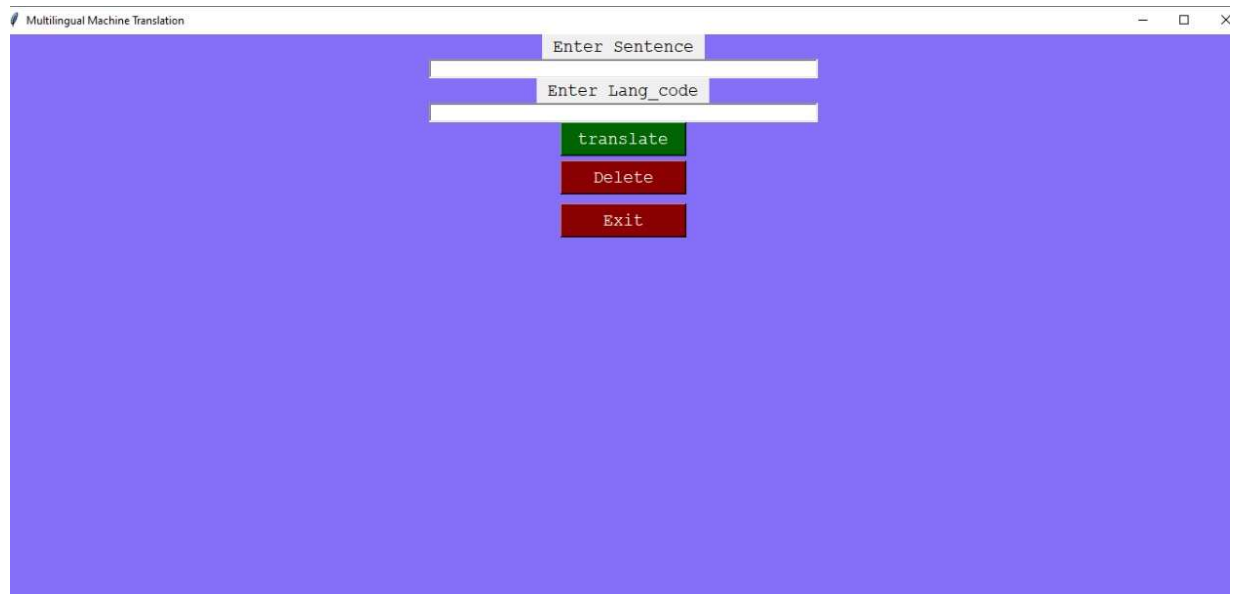 Multilingual Machine Translation
Enter Sentence
Enter Lang_code
translate
Delete
Exit